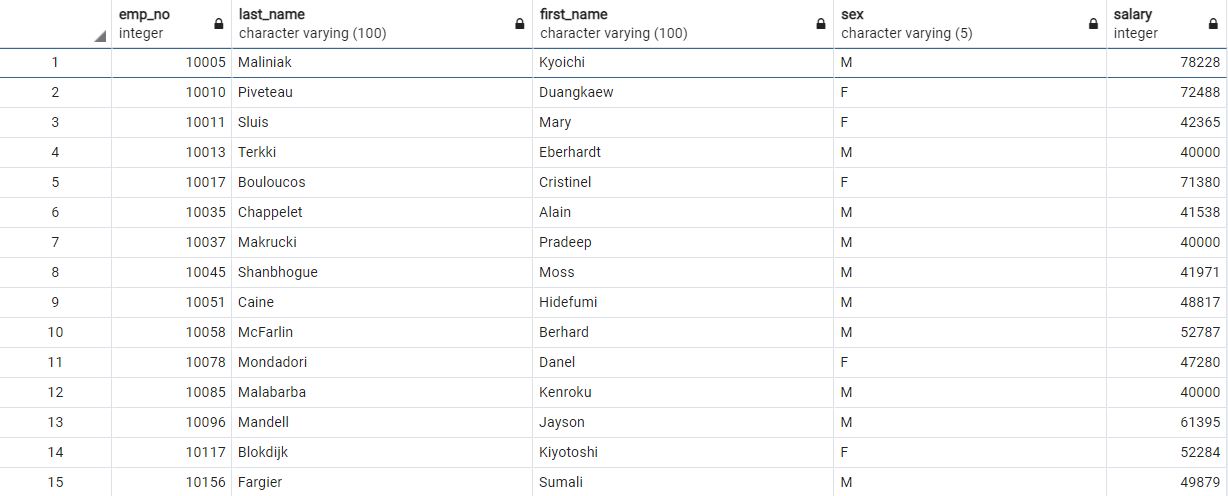 emp_no last_name first_name sex salary
integer character varying (100) character varying (100) character varying (5) integer
1 10005 Maliniak Kyoichi M 78228
2 10010 Piveteau Duangkaew F 72488
3 10011 Sluis Mary F 42365
4 10013 Terkki Eberhardt M 40000
5 10017 Bouloucos Cristinel F 71380
6 10035 Chappelet Alain M 41538
7 10037 Makrucki Pradeep M 40000
8 10045 Shanbhogue Moss M 41971
9 10051 Caine Hidefumi M 48817
10 10058 McFarlin Berhard M 52787
11 10078 Mondadori Danel F 47280
12 10085 Malabarba Kenroku M 40000
13 10096 Mandell Jayson M 61395
14 10117 Blokdijk Kiyotoshi F 52284
15 10156 Fargier Sumali M 49879